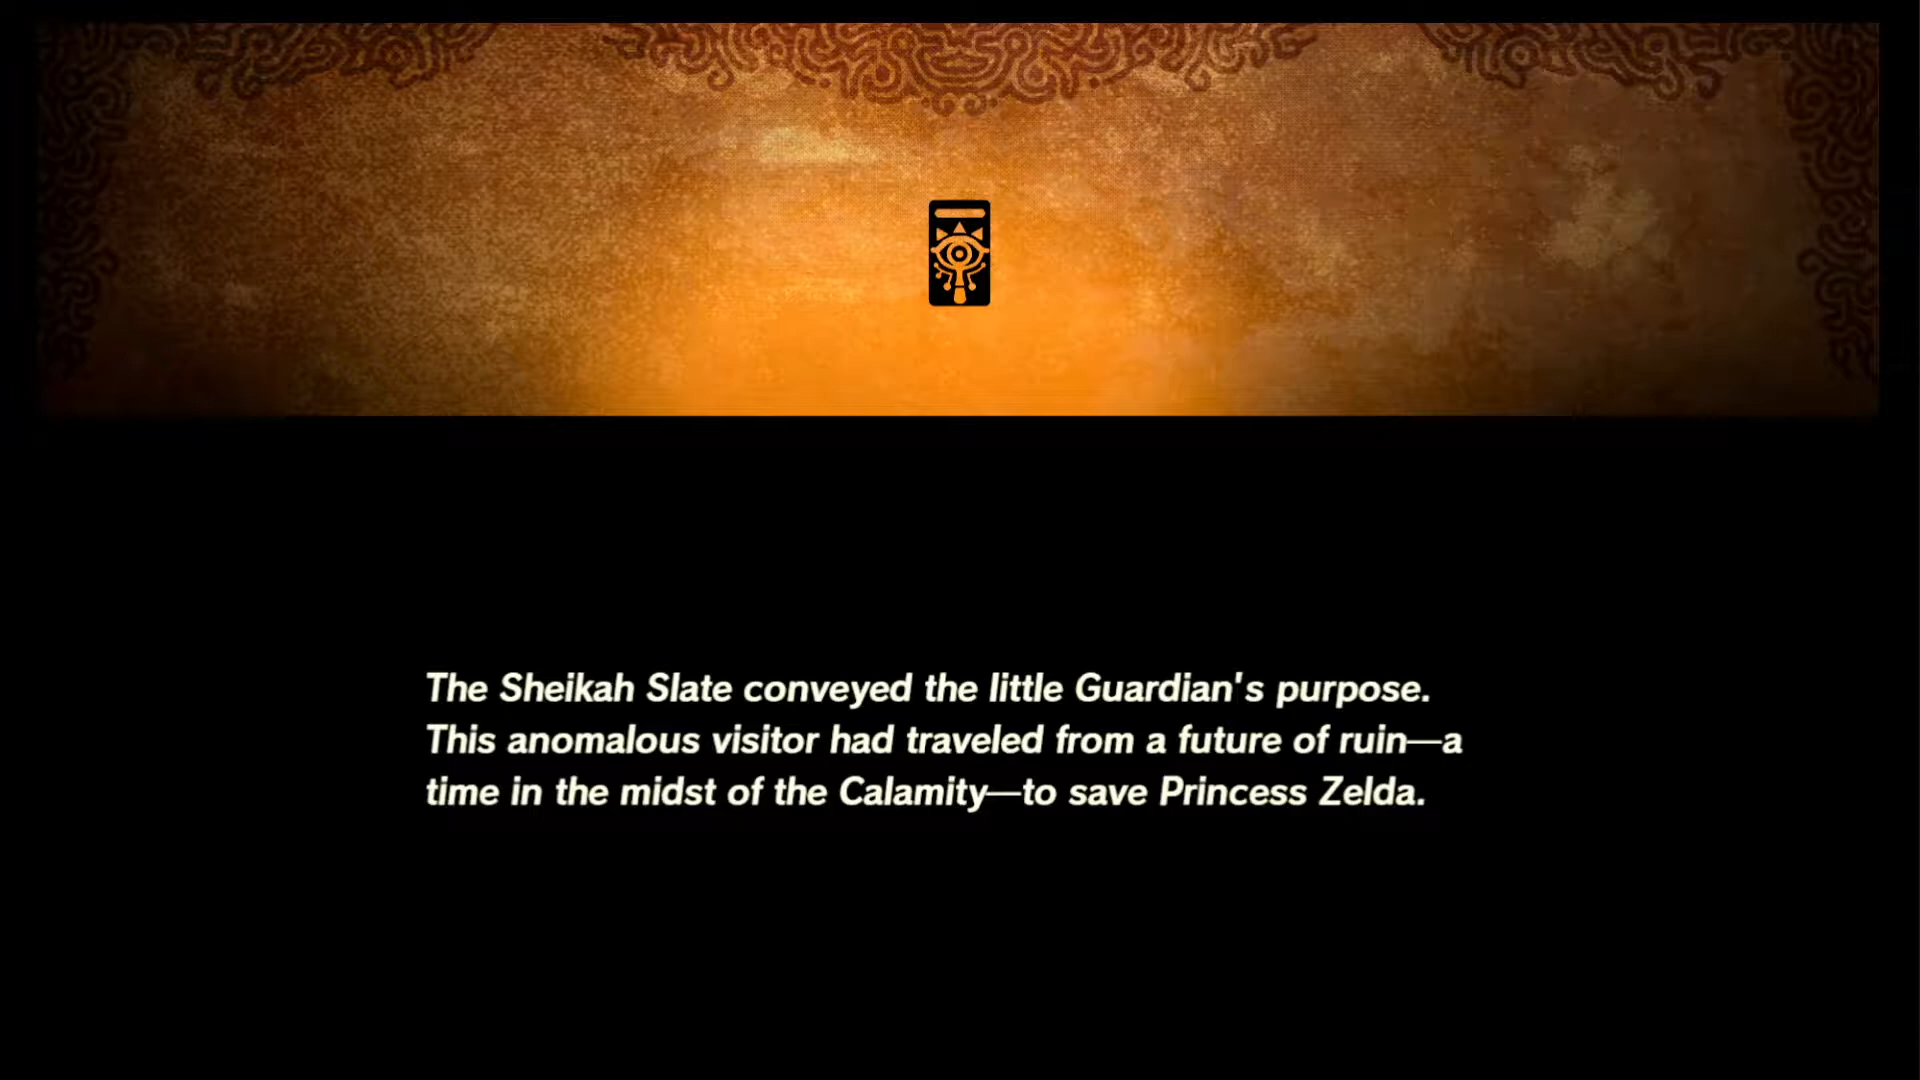 The Sheikah Slate conveyed the little Guardian's purpose.
This anomalous visitor had traveled from a future of ruin—a
time in the midst of the Calamity—to save Princess Zelda.